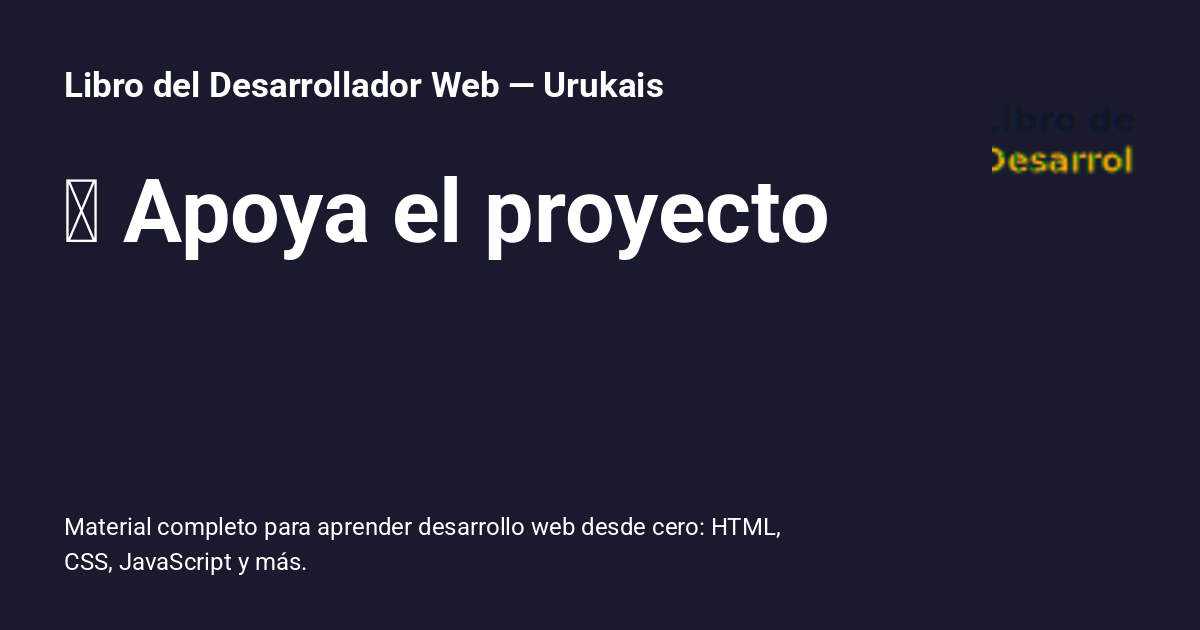 Libro del Desarrollador Web — Urukais
Apoya el proyecto
Desarrol
Material completo para aprender desarrollo web desde cero: HTML,
CSS, JavaScript y más.